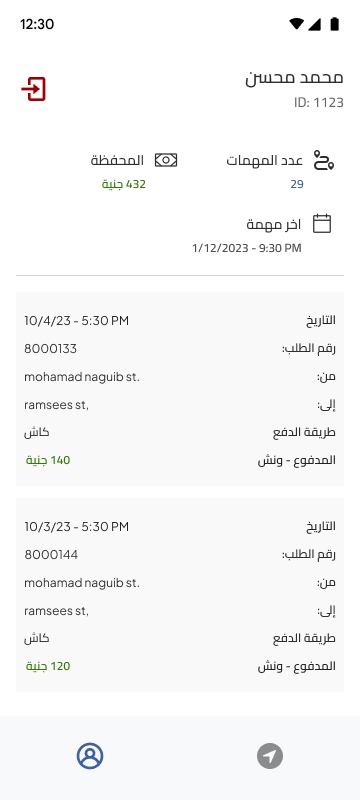 12:30
محمد محسن
ID: 1123
عدد المهمات
29
المحفظة
432 جنية
اخر مهمة
1/12/2023 - 9:30 PM
التاريخ 10/4/23 - 5:30 PM
رقم الطلب: 8000133
من: mohamad naguib st.
إلى: ramsees st,
طريقة الدفع كاش
المدفوع - ونش 140 جنية
التاريخ 10/3/23 - 5:30 PM
رقم الطلب: 8000144
من: mohamad naguib st.
إلى: ramsees st,
طريقة الدفع كاش
المدفوع - ونش 120 جنية